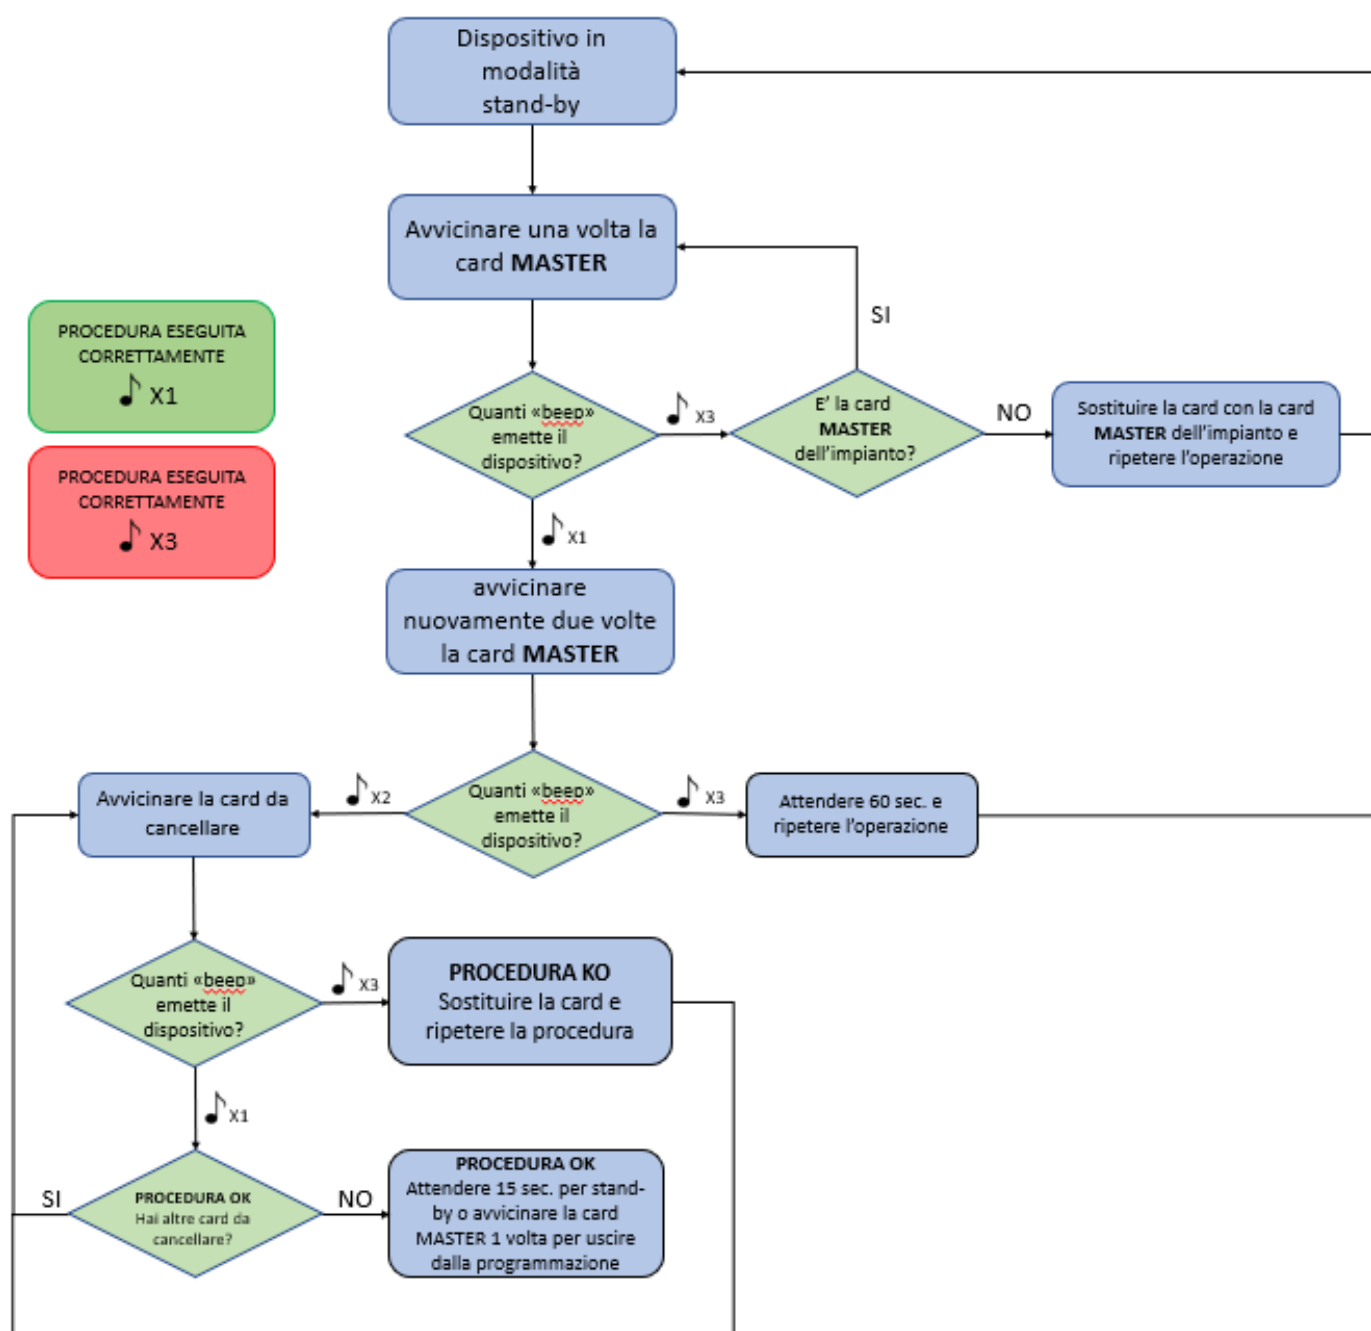 Dispositivo in
modalità
stand-by
Avvicinare una volta la
card MASTER
SI
PROCEDURA ESEGUITA
CORRETTAMENTE
X1
PROCEDURA ESEGUITA
CORRETTAMENTE
X3
Quanti «beep»
emette il
dispositivo?
X3
E' la card
MASTER
dell'impianto?
NO
Sostituire la card con la card
MASTER dell'impianto e
ripetere l'operazione
X1
avvicinare
nuovamente due volte
la card MASTER
Avvicinare la card da
cancellare
X2
Quanti «beep»
emette il
dispositivo?
X3
Attendere 60 sec. e
ripetere l'operazione
Quanti «beep»
emette il
dispositivo?
X3
PROCEDURA KO
Sostituire la card e
ripetere la procedura
X1
SI
PROCEDURA OK
Hai altre card da
cancellare?
NO
PROCEDURA OK
Attendere 15 sec. per stand-
by o avvicinare la card
MASTER 1 volta per uscire
dalla programmazione